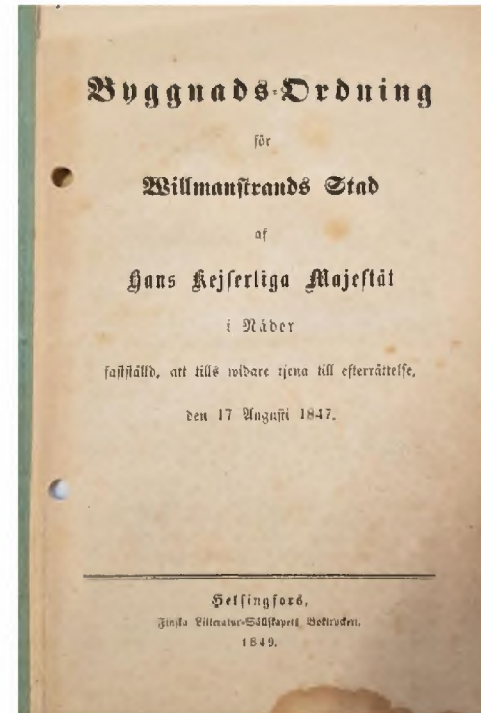 Byggnads-Ordning
för
Willmanstrands Stad
af
Hans Kejserliga Majestät
i Nåder
fastställd, att tills widare tjena till efterrättelse,
den 17 Augusti 1847.
Helsingfors,
Finska Litteratur-Sällskapets Boktryckeri,
1849.